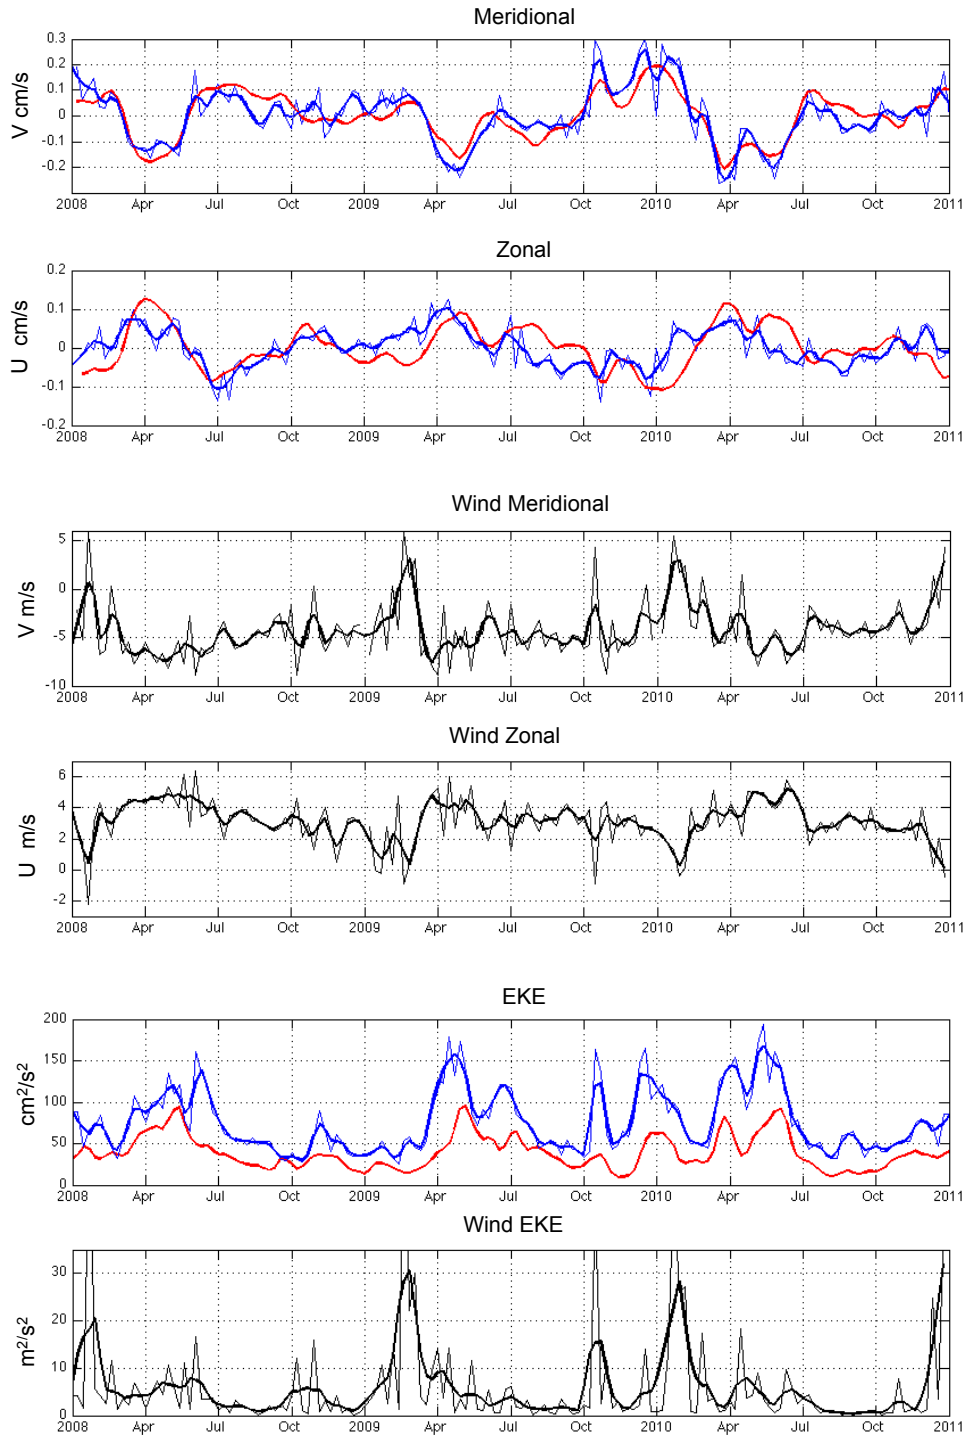 Meridional
V cm/s
0.3
0.2
0.1
0
-0.1
-0.2
2008 Apr Jul Oct 2009 Apr Jul Oct 2010 Apr Jul Oct 2011
Zonal
U cm/s
0.2
0.1
0
-0.1
-0.2
2008 Apr Jul Oct 2009 Apr Jul Oct 2010 Apr Jul Oct 2011
Wind Meridional
V m/s
5
0
-5
-10
2008 Apr Jul Oct 2009 Apr Jul Oct 2010 Apr Jul Oct 2011
Wind Zonal
U m/s
6
4
2
0
-2
2008 Apr Jul Oct 2009 Apr Jul Oct 2010 Apr Jul Oct 2011
EKE
cm²/s²
200
150
100
50
0
2008 Apr Jul Oct 2009 Apr Jul Oct 2010 Apr Jul Oct 2011
Wind EKE
m²/s²
30
20
10
0
2008 Apr Jul Oct 2009 Apr Jul Oct 2010 Apr Jul Oct 2011